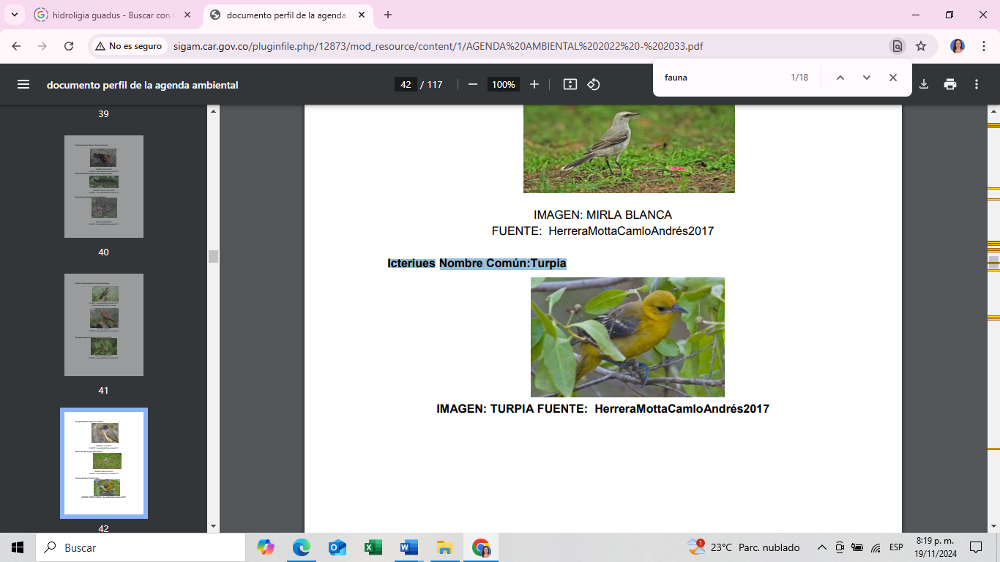 hidroligia guadus - Buscar con
documento perfil de la agenda
No es seguro
sigam.car.gov.co/pluginfile.php/12873/mod_resource/content/1/AGENDA%20AMBIENTAL%202022%20-%202033.pdf
fauna
1/18
documento perfil de la agenda ambiental
42 / 117
100%
39
40
41
42
IMAGEN: MIRLA BLANCA
FUENTE: HerreraMottaCamloAndrés2017
Icteriues Nombre Común:Turpia
IMAGEN: TURPIA FUENTE: HerreraMottaCamloAndrés2017
Buscar
1
23°C Parc. nublado
ESP
8:19 p. m.
19/11/2024